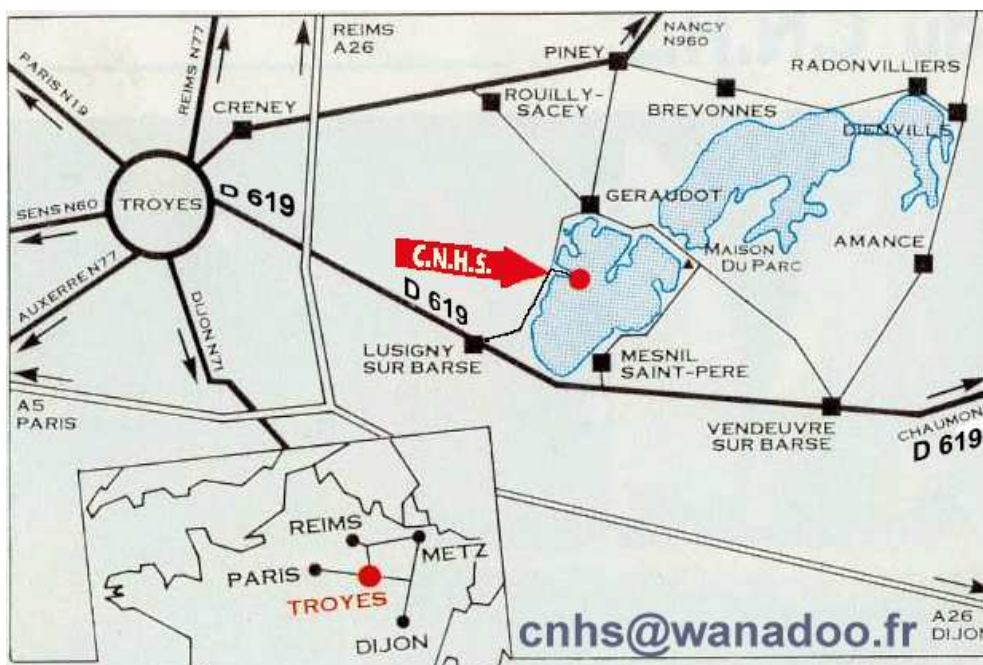 REIMS
A26
NANCY
N960
PINEY
RADONVILLIERS
PARIS N19
REIMS N77
CRENEY
ROUILLY-
SACEY
BREVONNES
DIENVILLE
TROYES
D 619
GERAUDOT
SENS N60
AMANCE
MAISON
DU PARC
C.N.H.S.
AUXERRE N77
DIJON N71
D 619
LUSIGNY
SUR BARSE
MESNIL
SAINT-PERE
A5
PARIS
VENDEUVRE
SUR BARSE
CHAUMONT
D 619
REIMS
METZ
PARIS
TROYES
DIJON
cnhs@wanadoo.fr
A26
DIJON